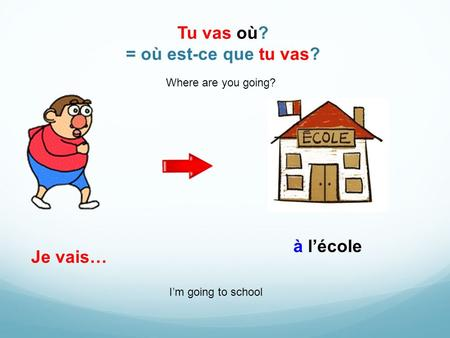 Tu vas où?
= où est-ce que tu vas?
Where are you going?
ÉCOLE
à l’école
Je vais…
I’m going to school